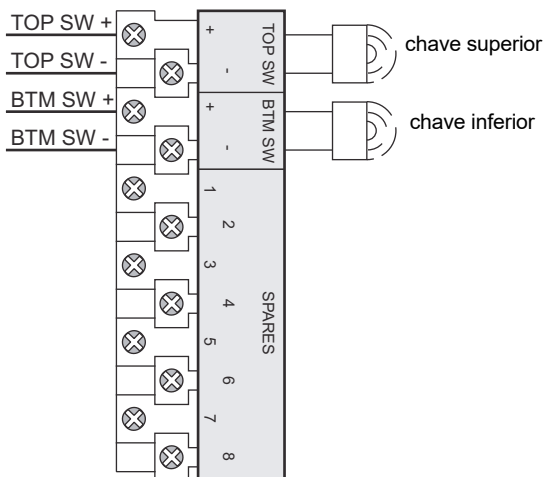 TOP SW +
TOP SW -
BTM SW +
BTM SW -
+
-
TOP SW
+
-
BTM SW
chave superior
chave inferior
1
2
3
4
5
6
7
8
SPARES